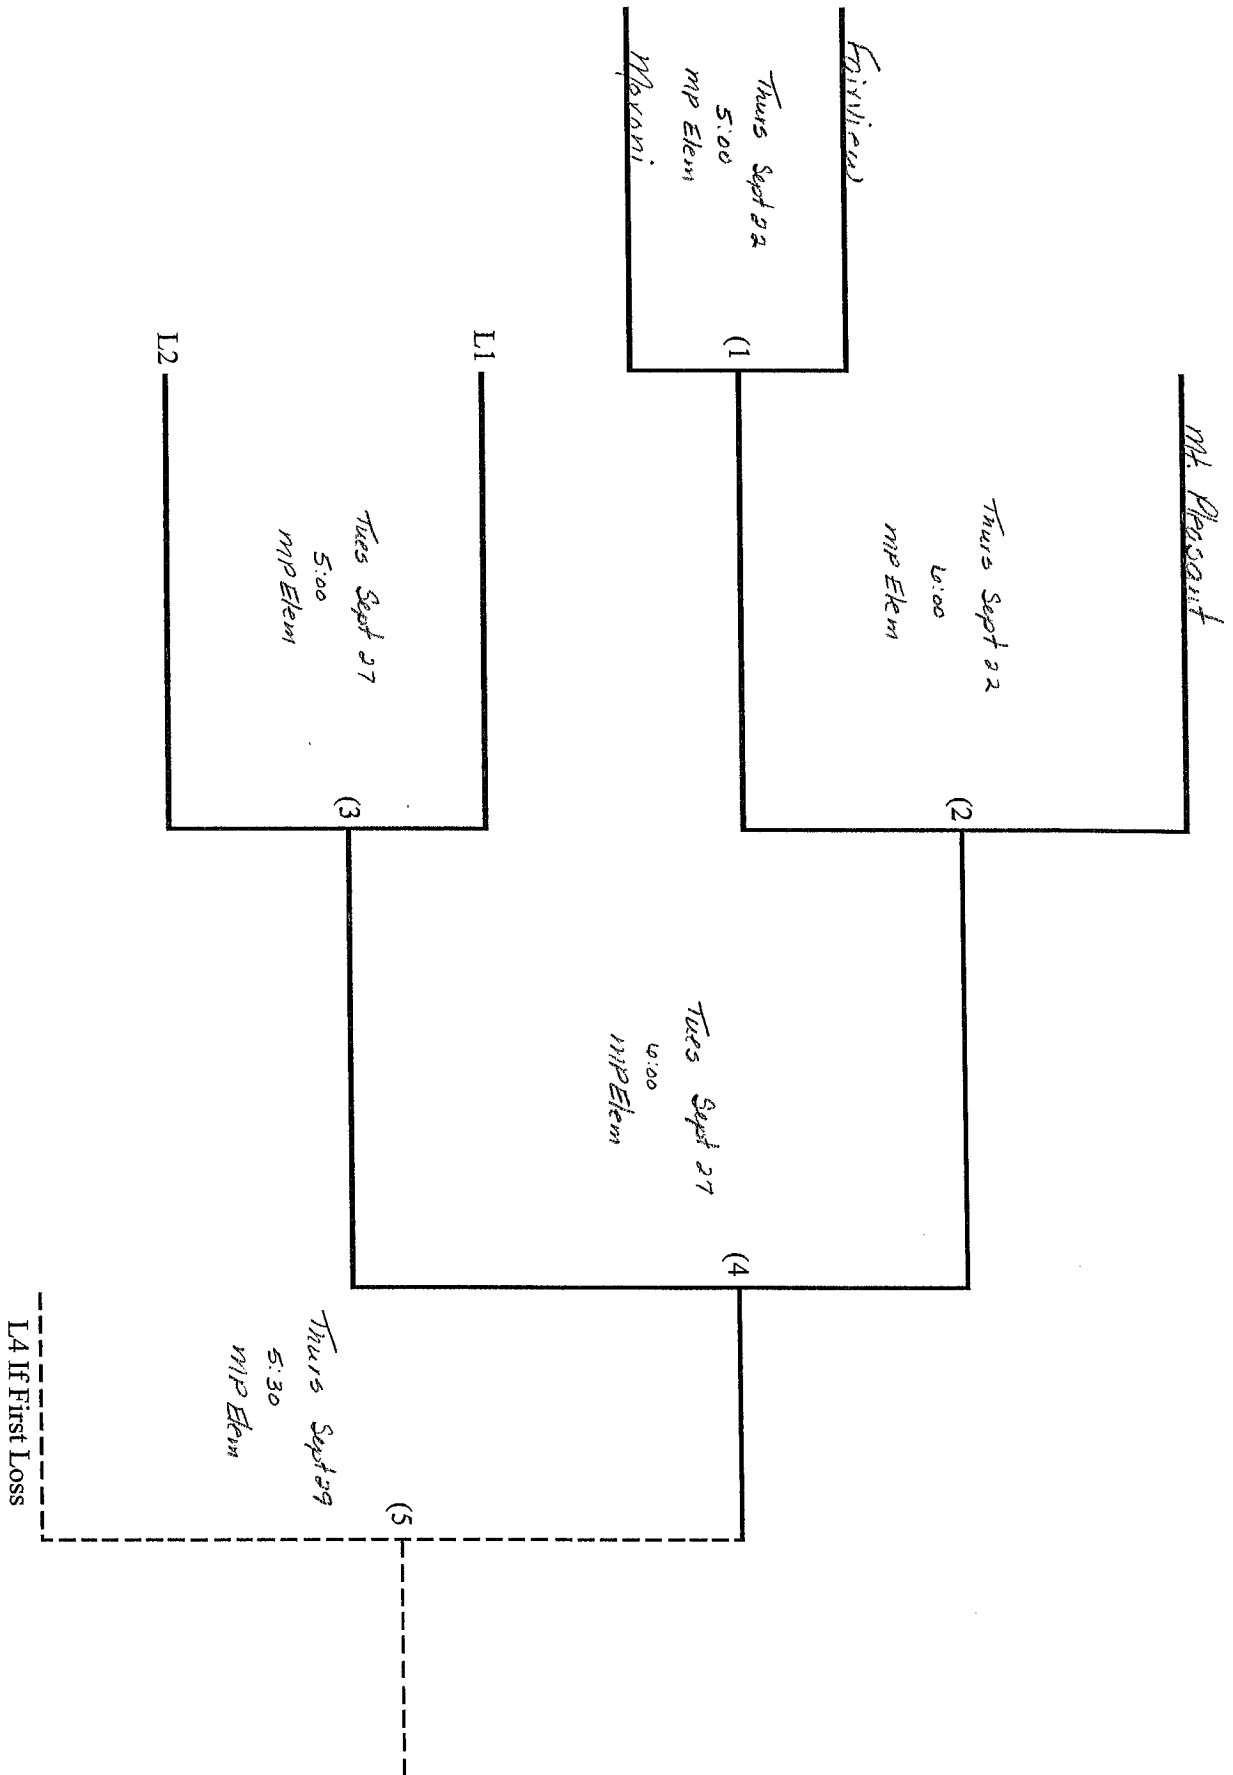 Mt. Pleasant
Thurs Sept 22
6:00
MP Elem
(2
Fairview
Thurs Sept 22
5:00
MP Elem
(1
Moroni
Tues Sept 27
6:00
MP Elem
(4
L1
Tues Sept 27
5:00
MP Elem
(3
L2
Thurs Sept 29
5:30
MP Elem
(5
L4 If First Loss